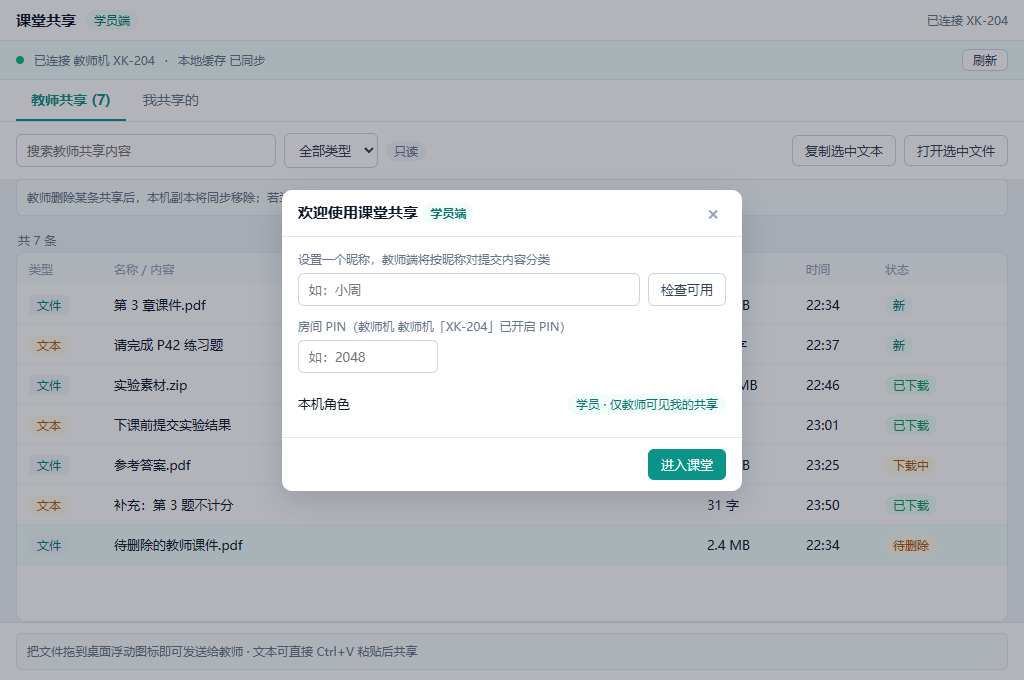 课堂共享 学员端 已连接 XK-204
已连接 教师机 XK-204 · 本地缓存 已同步 刷新
教师共享 (7) 我共享的
搜索教师共享内容 全部类型 只读 复制选中文本 打开选中文件
教师删除某条共享后，本机副本将同步移除；若
共 7 条
类型 名称 / 内容 时间 状态
文件 第 3 章课件.pdf 22:34 新
文本 请完成 P42 练习题 22:37 新
文件 实验素材.zip MB 22:46 已下载
文本 下课前提交实验结果 23:01 已下载
文件 参考答案.pdf 23:25 下载中
文本 补充：第 3 题不计分 31 字 23:50 已下载
文件 待删除的教师课件.pdf 2.4 MB 22:34 待删除
欢迎使用课堂共享 学员端 ×
设置一个昵称，教师端将按昵称对提交内容分类
如：小周 检查可用
房间 PIN（教师机 教师机「XK-204」已开启 PIN）
如：2048
本机角色 学员 · 仅教师可见我的共享
进入课堂
把文件拖到桌面浮动图标即可发送给教师 · 文本可直接 Ctrl+V 粘贴后共享